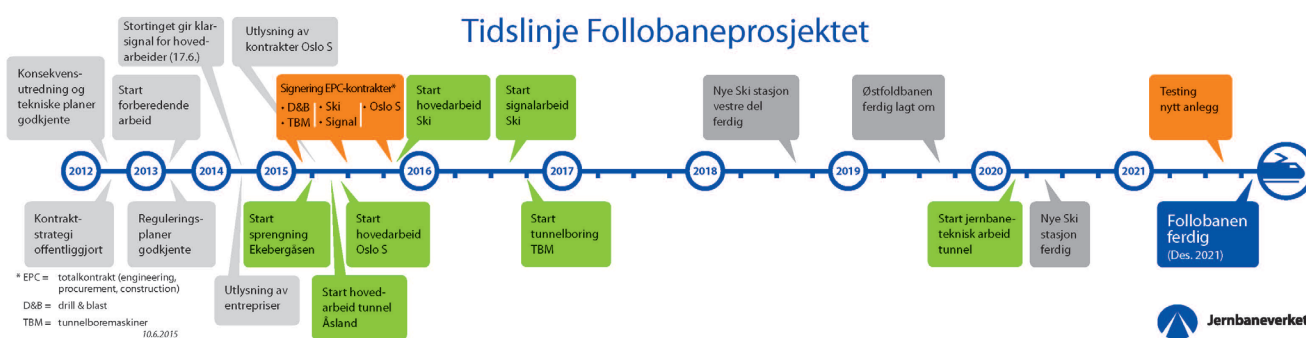 Tidslinje Follobaneprosjektet
Stortinget gir klar-
signal for hoved-
arbeider (17.6.)
Utlysning av
kontrakter Oslo S
Konsekvens-
utredning og
tekniske planer
godkjente
Start
forberedende
arbeid
Signering EPC-kontrakter*
• D&B
• TBM
• Ski
• Signal
• Oslo S
Start
hovedarbeid
Ski
Start
signalarbeid
Ski
Nye Ski stasjon
vestre del
ferdig
Østfoldbanen
ferdig lagt om
Testing
nytt anlegg
2012
2013
2014
2015
2016
2017
2018
2019
2020
2021
Kontrakt-
strategi
offentliggjort
Regulerings-
planer
godkjente
Utlysning av
entrepriser
Start
sprengning
Ekebergåsen
Start hoved-
arbeid tunnel
Åsland
Start
hovedarbeid
Oslo S
Start
tunnelboring
TBM
Start jernbane-
teknisk arbeid
tunnel
Nye Ski
stasjon
ferdig
Follobanen
ferdig
(Des. 2021)
* EPC = totalkontrakt (engineering,
procurement, construction)
D&B = drill & blast
TBM = tunnelboremaskiner
10.6.2015
Jernbaneverket